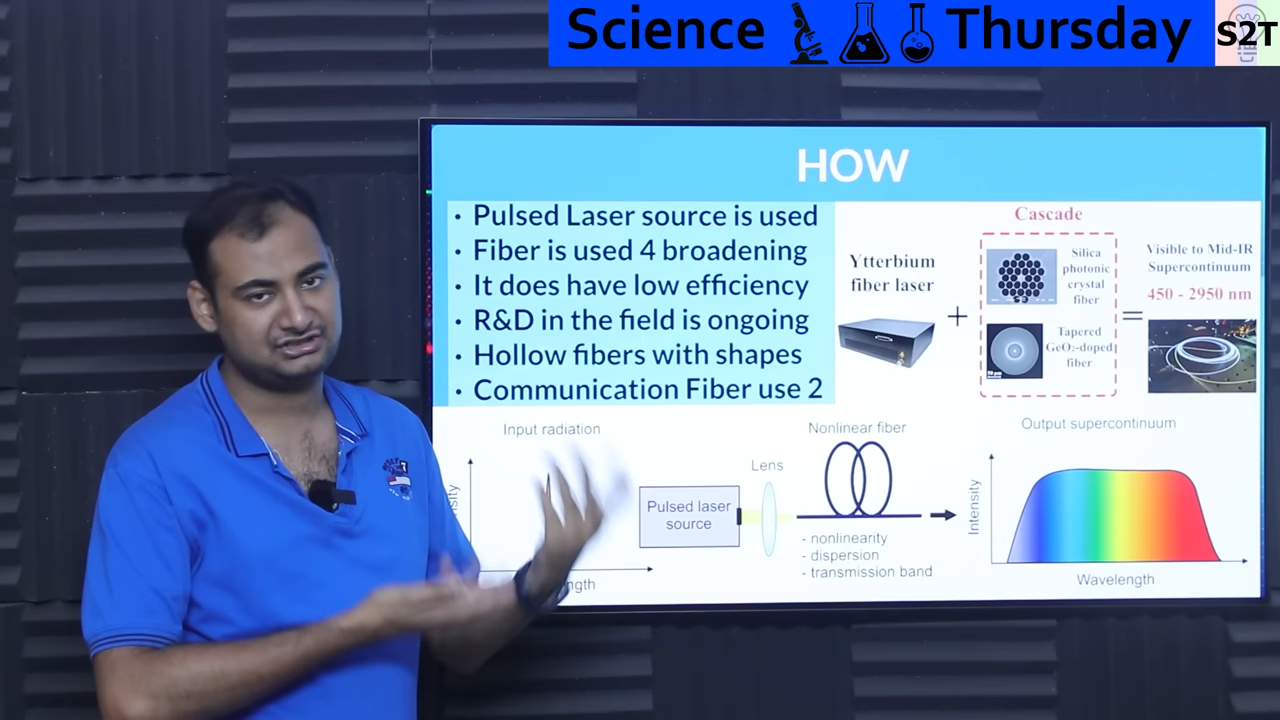 Science Thursday
S2T
HOW
• Pulsed Laser source is used
• Fiber is used 4 broadening
• It does have low efficiency
• R&D in the field is ongoing
• Hollow fibers with shapes
• Communication Fiber use 2
Ytterbium
fiber laser
+
Cascade
Silica
photonic
crystal
fiber
Tapered
GeO₂-doped
fiber
=
Visible to Mid-IR
Supercontinuum
450 - 2950 nm
Input radiation
Pulsed laser
source
Lens
Nonlinear fiber
- nonlinearity
- dispersion
- transmission band
Output supercontinuum
Intensity
Wavelength